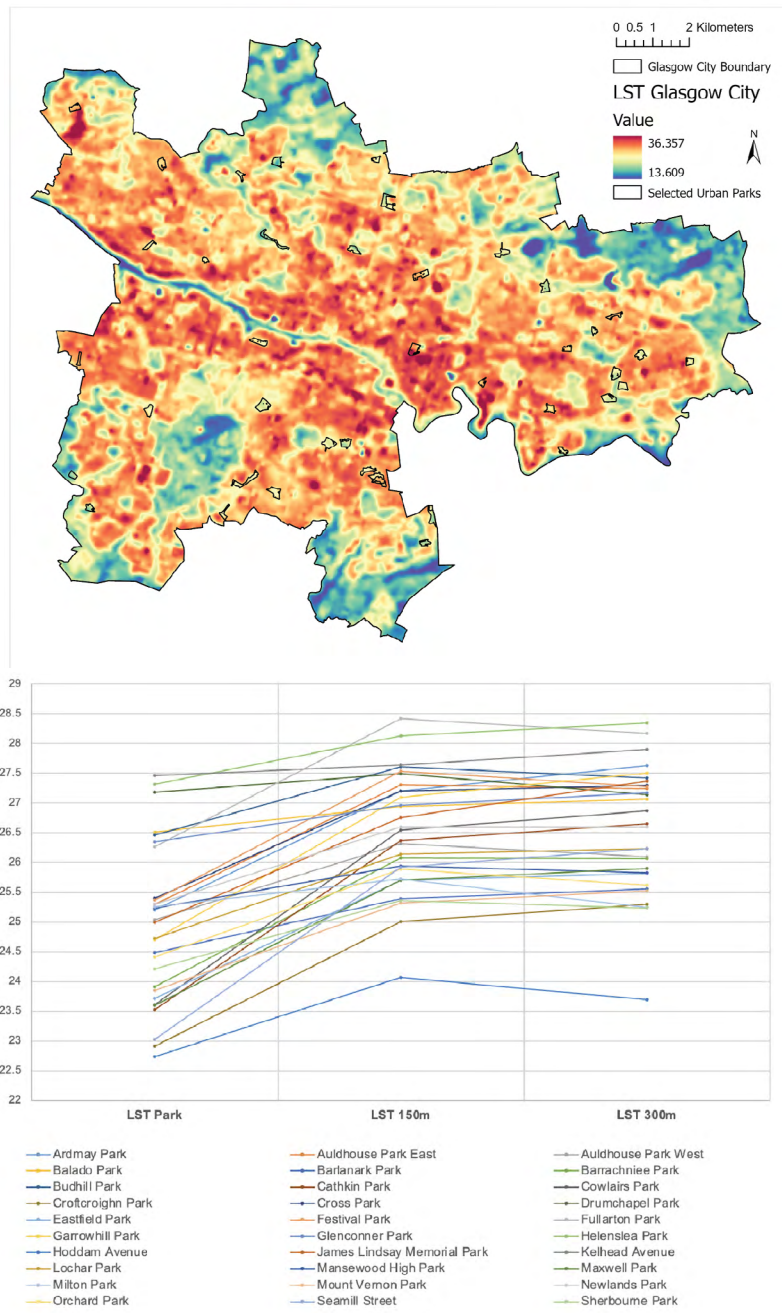 0 0.5 1 2 Kilometers
Glasgow City Boundary
LST Glasgow City
Value
36.357
13.609
N
Selected Urban Parks
29
28.5
28
27.5
27
26.5
26
25.5
25
24.5
24
23.5
23
22.5
22
LST Park LST 150m LST 300m
Ardmay Park Auldhouse Park East Auldhouse Park West
Balado Park Barlanark Park Barrachniee Park
Budhill Park Cathkin Park Cowlairs Park
Croftcroighn Park Cross Park Drumchapel Park
Eastfield Park Festival Park Fullarton Park
Garrowhill Park Glenconner Park Helenslea Park
Hoddam Avenue James Lindsay Memorial Park Kelhead Avenue
Lochar Park Mansewood High Park Maxwell Park
Milton Park Mount Vernon Park Newlands Park
Orchard Park Seamill Street Sherbourne Park